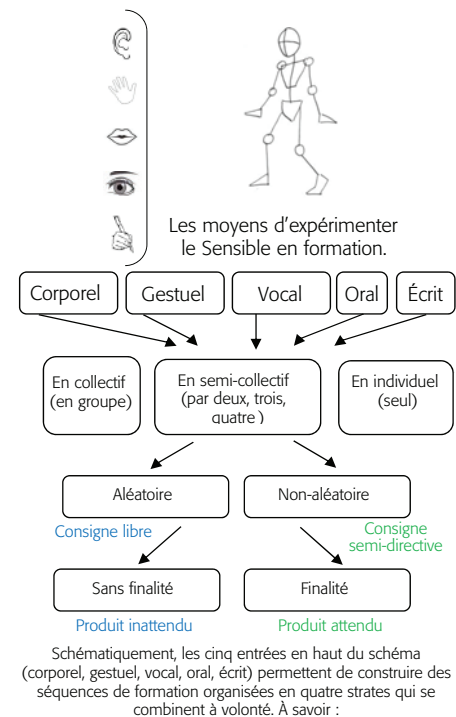 Les moyens d'expérimenter
le Sensible en formation.
Corporel
Gestuel
Vocal
Oral
Écrit
En collectif
(en groupe)
En semi-collectif
(par deux, trois,
quatre )
En individuel
(seul)
Aléatoire
Non-aléatoire
Consigne libre
Consigne
semi-directive
Sans finalité
Finalité
Produit inattendu
Produit attendu
Schématiquement, les cinq entrées en haut du schéma
(corporel, gestuel, vocal, oral, écrit) permettent de construire des
séquences de formation organisées en quatre strates qui se
combinent à volonté. À savoir :